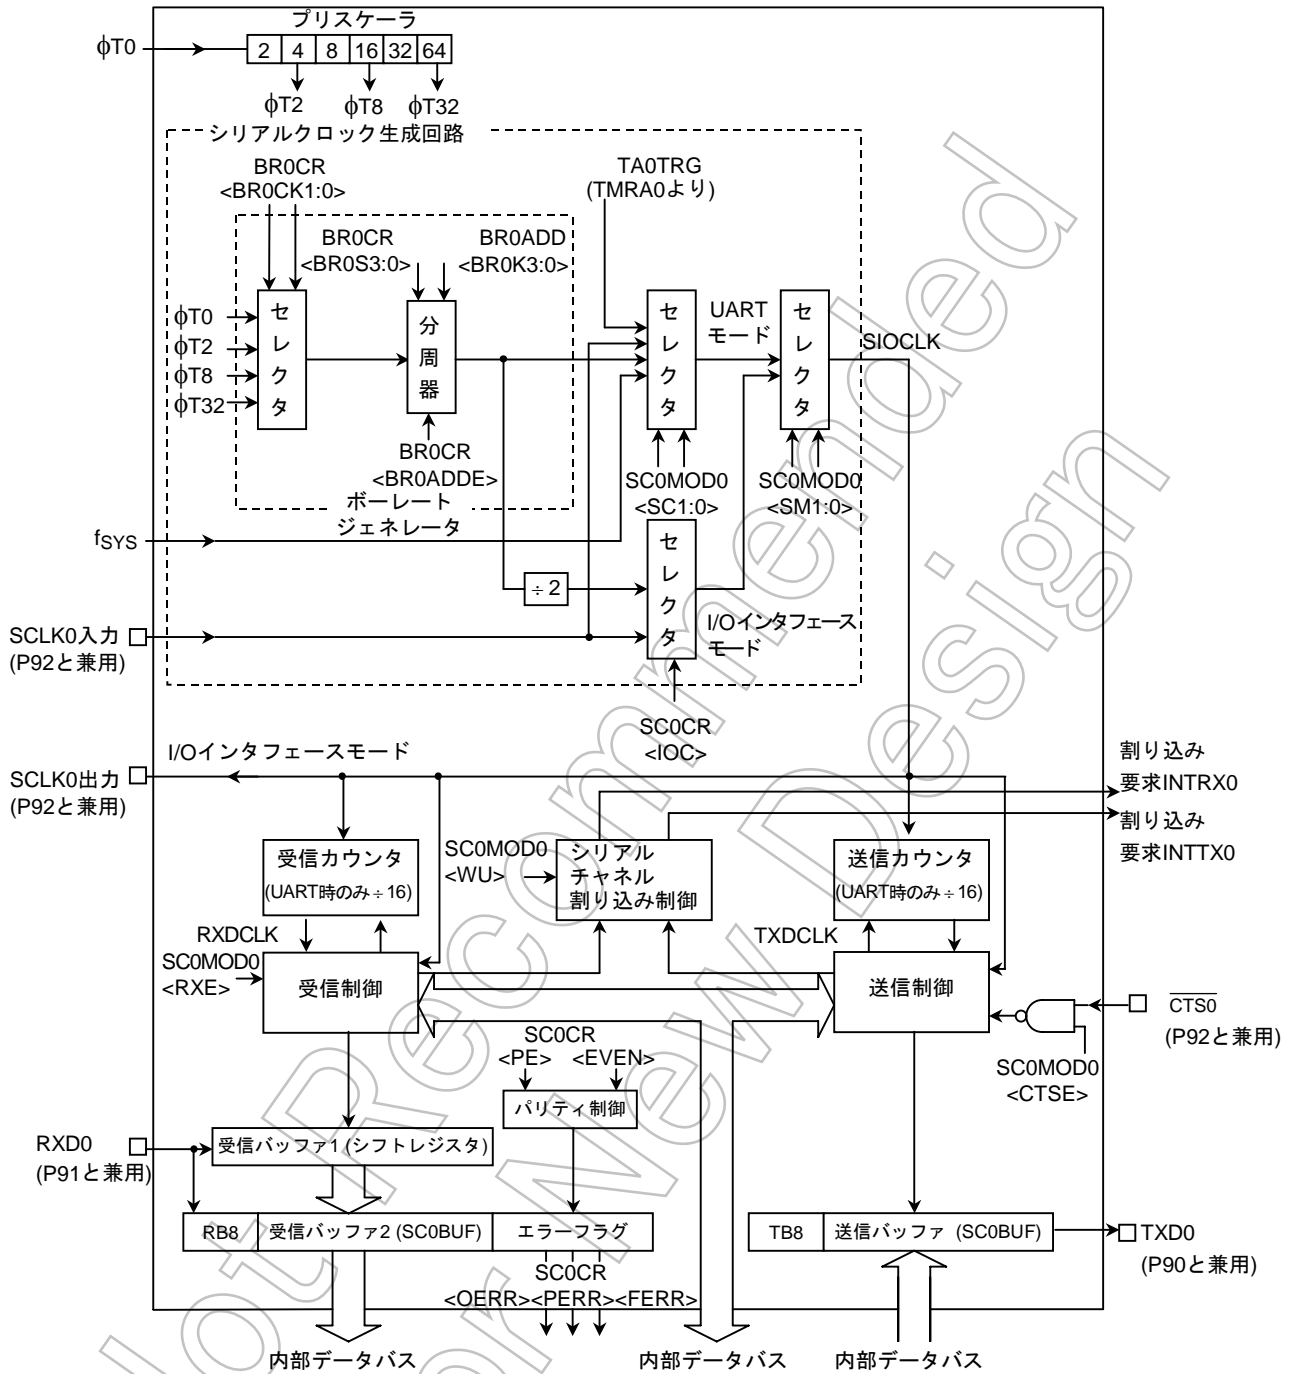 プリスケーラ
ϕT0
2 4 8 16 32 64
ϕT2 ϕT8 ϕT32
シリアルクロック生成回路
BR0CR
<BR0CK1:0>
TA0TRG
(TMRA0より)
BR0CR
<BR0S3:0>
BR0ADD
<BR0K3:0>
ϕT0
ϕT2
ϕT8
ϕT32
セレクタ
分周器
セレクタ
UART
モード
セレクタ
SIOCLK
BR0CR
<BR0ADDE>
ボーレート
ジェネレータ
SC0MOD0
<SC1:0>
SC0MOD0
<SM1:0>
fSYS
÷2
セレクタ
I/Oインタフェース
モード
SCLK0入力
(P92と兼用)
SC0CR
<IOC>
I/Oインタフェースモード
SCLK0出力
(P92と兼用)
割り込み
要求INTRX0
割り込み
要求INTTX0
受信カウンタ
(UART時のみ÷16)
SC0MOD0
<WU>
シリアル
チャネル
割り込み制御
送信カウンタ
(UART時のみ÷16)
RXDCLK
TXDCLK
SC0MOD0
<RXE>
受信制御
送信制御
CTS0
(P92と兼用)
SC0MOD0
<CTSE>
SC0CR
<PE> <EVEN>
パリティ制御
RXD0
(P91と兼用)
受信バッファ1 (シフトレジスタ)
RB8 受信バッファ2 (SC0BUF) エラーフラグ
TB8 送信バッファ (SC0BUF)
TXD0
(P90と兼用)
SC0CR
<OERR><PERR><FERR>
内部データバス 内部データバス 内部データバス
Not Recommended
for New Design